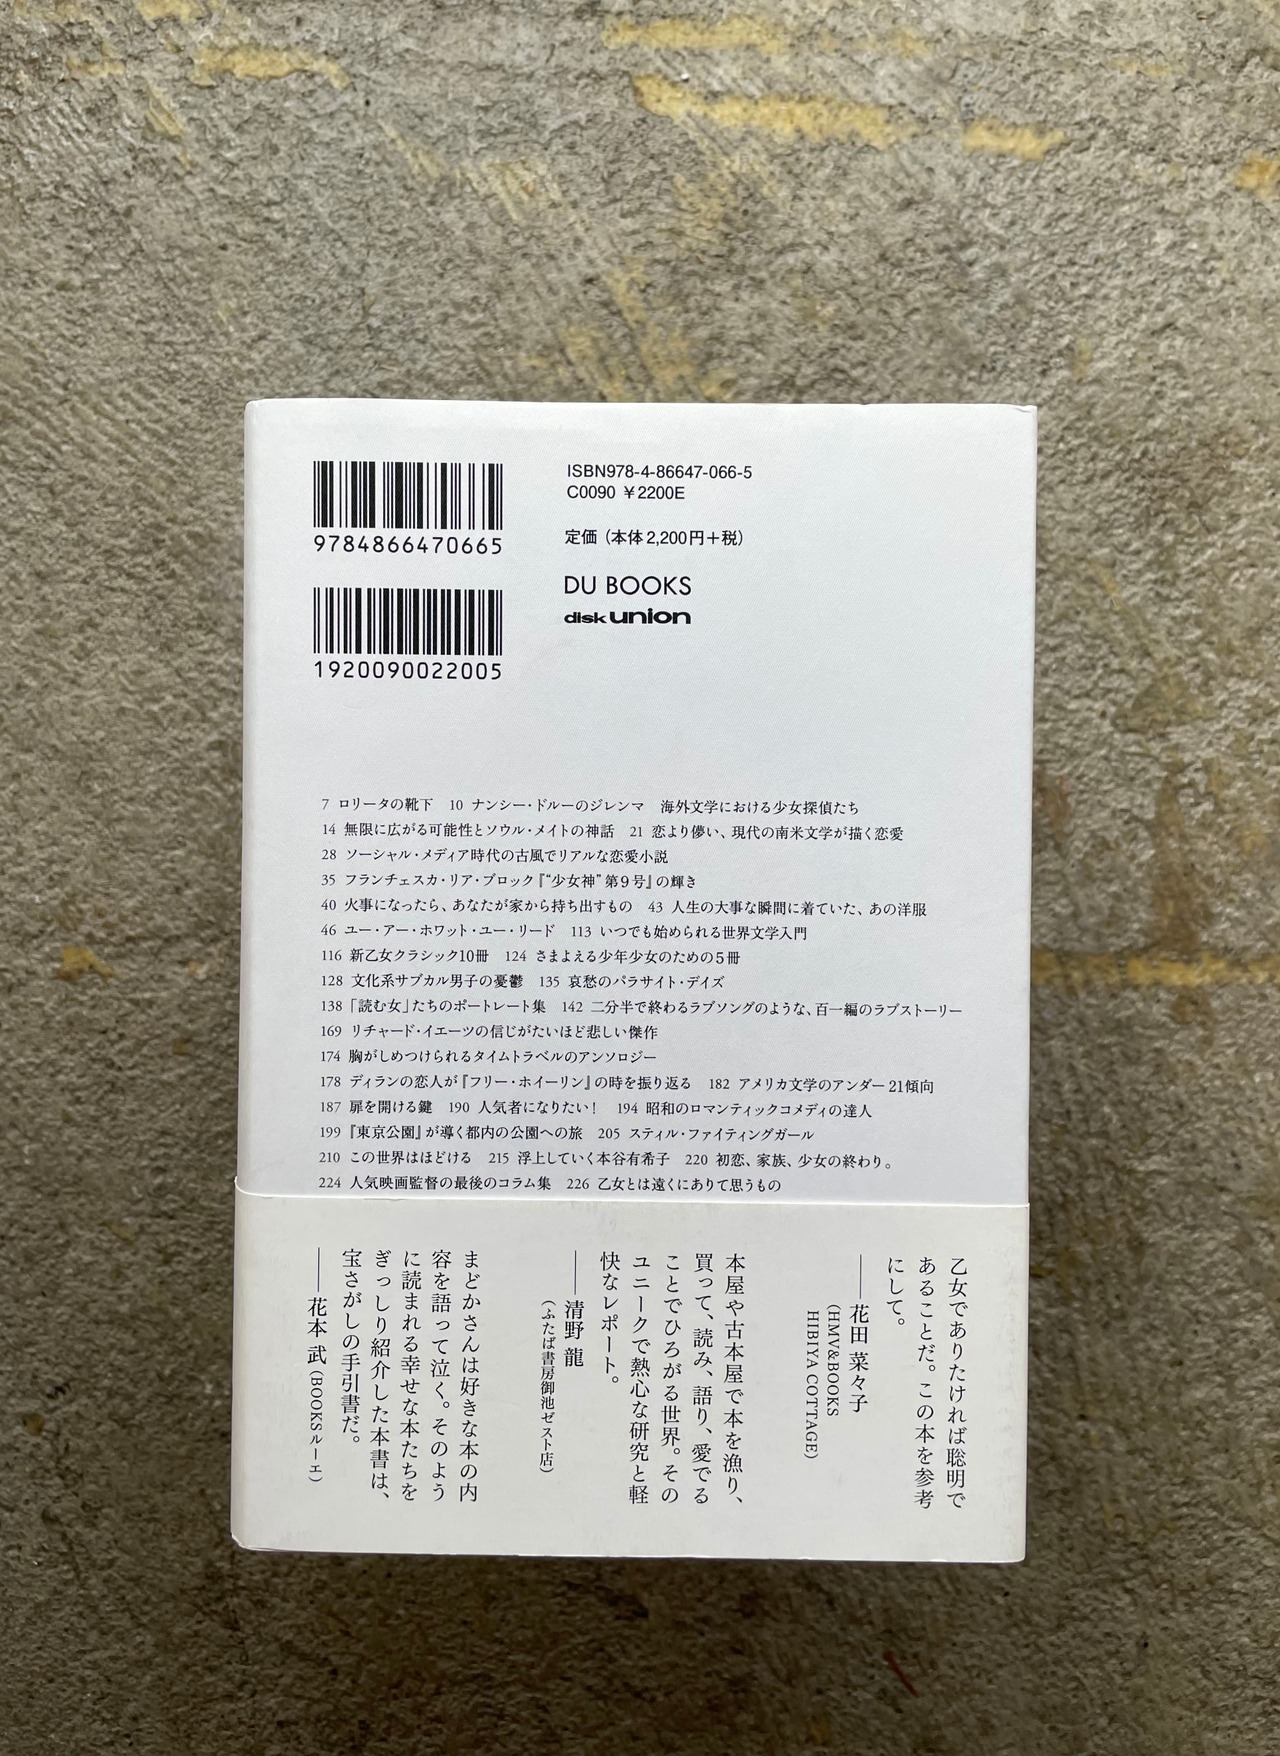 9784866470665
1920090022005
ISBN978-4-86647-066-5
C0090 ￥2200E
定価（本体2,200円＋税）
DU BOOKS
disk union
7 ロリータの靴下　10 ナンシー・ドルーのジレンマ　海外文学における少女探偵たち
14 無限に広がる可能性とソウル・メイトの神話　21 恋より儚い、現代の南米文学が描く恋愛
28 ソーシャル・メディア時代の古風でリアルな恋愛小説
35 フランチェスカ・リア・ブロック『“少女神”第9号』の輝き
40 火事になったら、あなたが家から持ち出すもの　43 人生の大事な瞬間に着ていた、あの洋服
46 ユー・アー・ホワット・ユー・リード　113 いつでも始められる世界文学入門
116 新乙女クラシック10冊　124 さまよえる少年少女のための5冊
128 文化系サブカル男子の憂鬱　135 哀愁のパラサイト・デイズ
138「読む女」たちのポートレート集　142 二分半で終わるラブソングのような、百一編のラブストーリー
169 リチャード・イエーツの信じがたいほど悲しい傑作
174 胸がしめつけられるタイムトラベルのアンソロジー
178 ディランの恋人が『フリー・ホイーリン』の時を振り返る　182 アメリカ文学のアンダー21傾向
187 扉を開ける鍵　190 人気者になりたい！　194 昭和のロマンティックコメディの達人
199『東京公園』が導く都内の公園への旅　205 スティル・ファイティングガール
210 この世界はほどける　215 浮上していく本谷有希子　220 初恋、家族、少女の終わり。
224 人気映画監督の最後のコラム集　226 乙女とは遠くにありて思うもの
乙女でありたければ聡明で
あることだ。この本を参考
にして。
――花田 菜々子
(HMV&BOOKS
HIBIYA COTTAGE)
本屋や古本屋で本を漁り、
買って、読み、語り、愛でる
ことでひろがる世界。その
ユニークで熱心な研究と軽
快なレポート。
――清野 龍
(ふたば書房御池ゼスト店)
まどかさんは好きな本の内
容を語って泣く。そのよう
に読まれる幸せな本たちを
ぎっしり紹介した本書は、
宝さがしの手引書だ。
――花本 武(BOOKSルーエ)